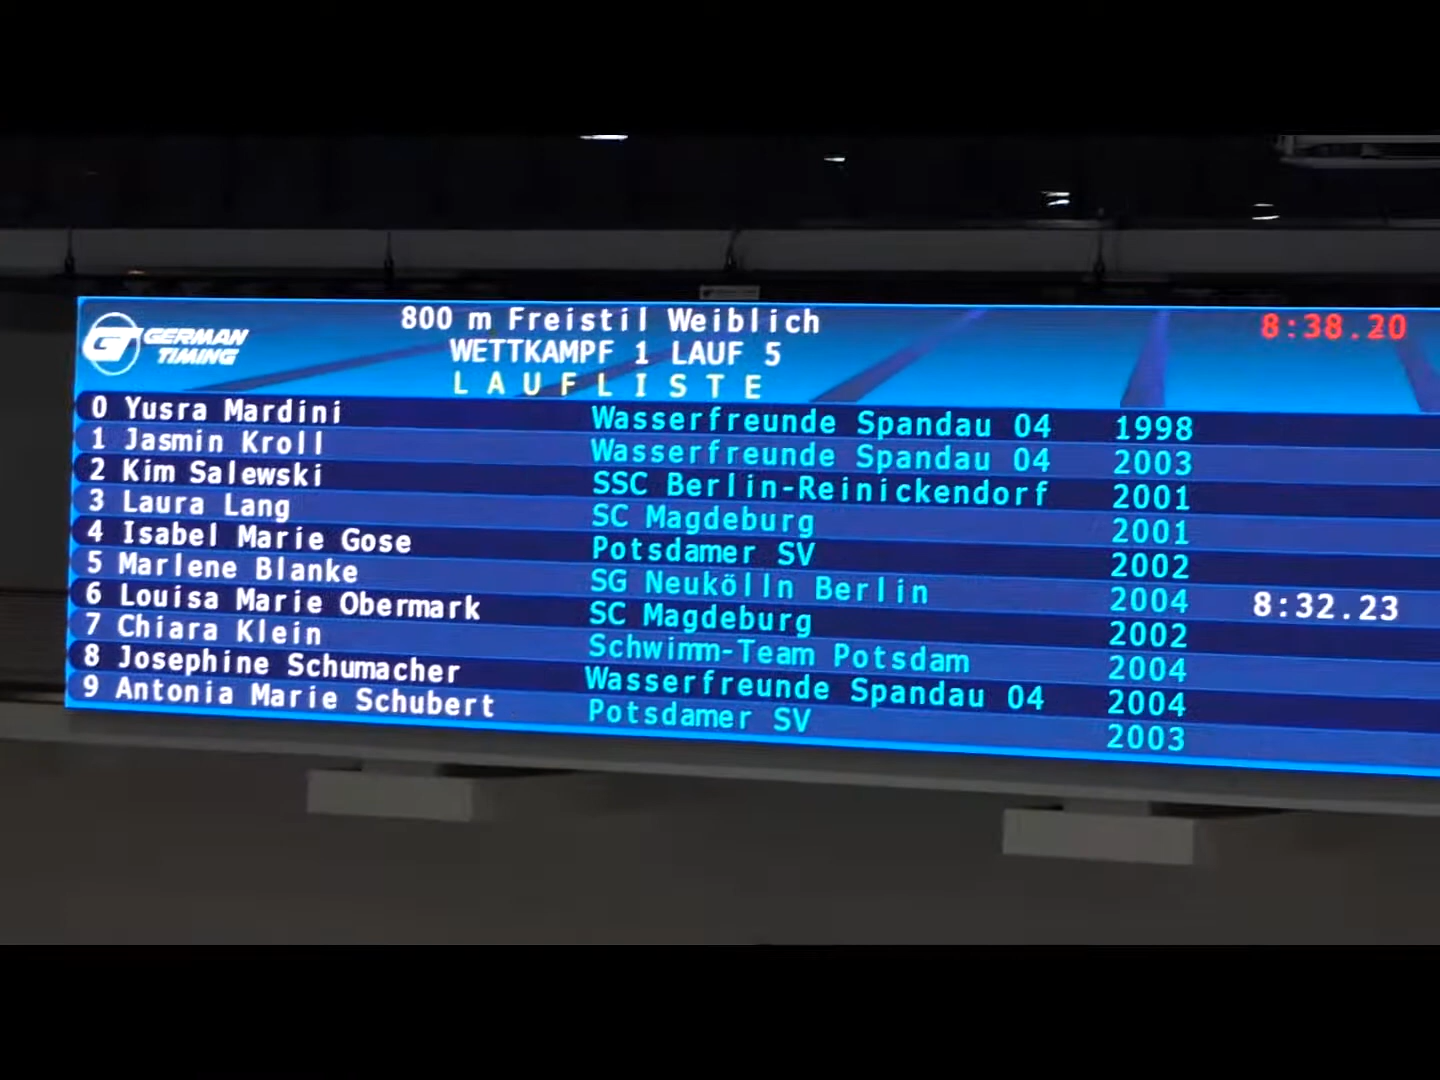 GERMAN TIMING
800 m Freistil Weiblich 8:38.20
WETTKAMPF 1 LAUF 5
LAUFLISTE
0 Yusra Mardini Wasserfreunde Spandau 04 1998
1 Jasmin Kroll Wasserfreunde Spandau 04 2003
2 Kim Salewski SSC Berlin-Reinickendorf 2001
3 Laura Lang SC Magdeburg 2001
4 Isabel Marie Gose Potsdamer SV 2002 8:32.23
5 Marlene Blanke SG Neukölln Berlin 2004
6 Louisa Marie Obermark SC Magdeburg 2002
7 Chiara Klein Schwimm-Team Potsdam 2004
8 Josephine Schumacher Wasserfreunde Spandau 04 2004
9 Antonia Marie Schubert Potsdamer SV 2003